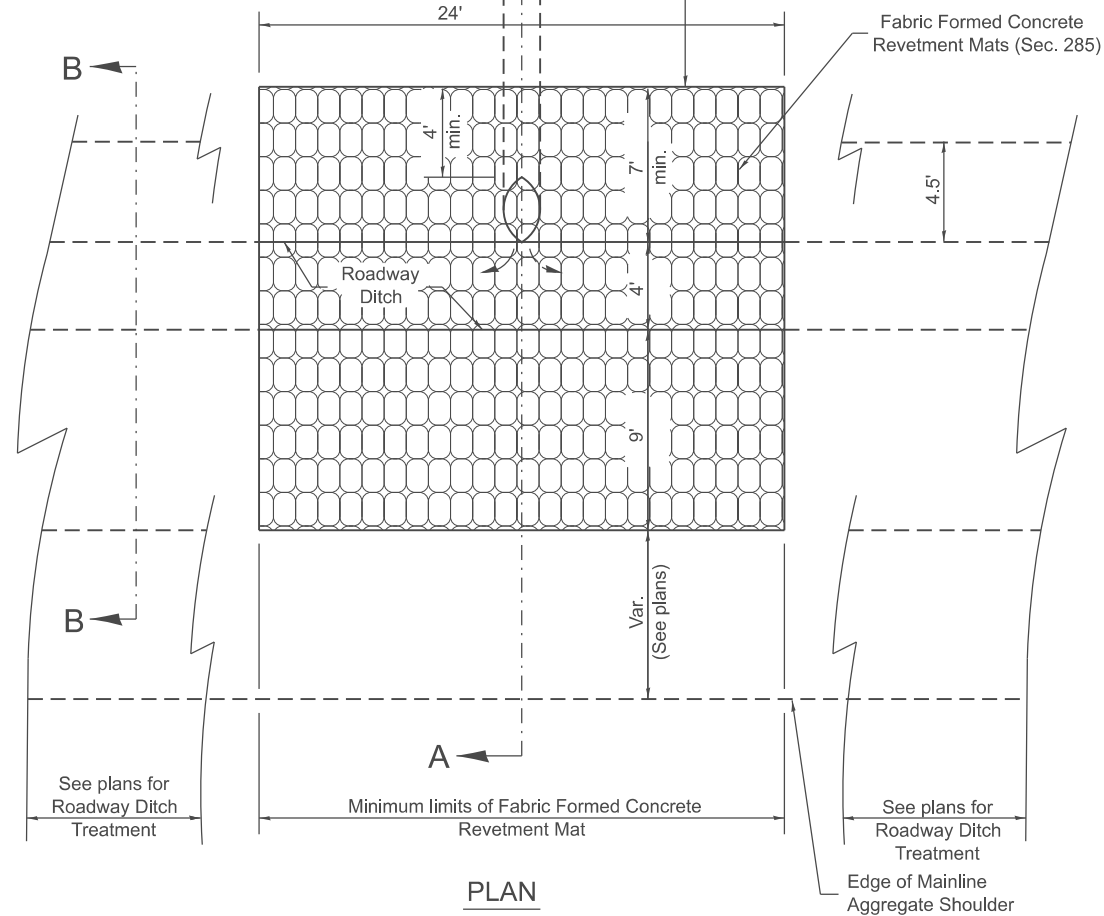 24'
Fabric Formed Concrete
Revetment Mats (Sec. 285)
B
4'
min.
7'
min.
4.5'
Roadway
Ditch
4'
9'
B
Var.
(See plans)
A
See plans for
Roadway Ditch
Treatment
Minimum limits of Fabric Formed Concrete
Revetment Mat
See plans for
Roadway Ditch
Treatment
Edge of Mainline
Aggregate Shoulder
PLAN